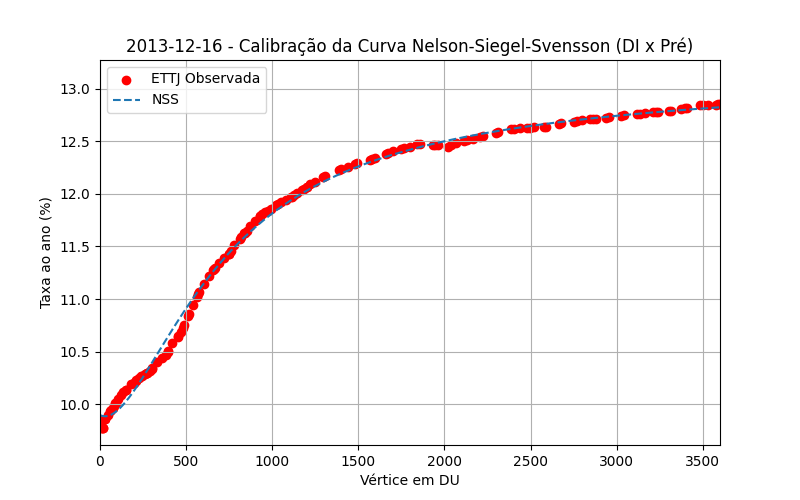 2013-12-16 - Calibração da Curva Nelson-Siegel-Svensson (DI x Pré)
ETTJ Observada
NSS
Taxa ao ano (%)
13.0
12.5
12.0
11.5
11.0
10.5
10.0
0 500 1000 1500 2000 2500 3000 3500
Vértice em DU